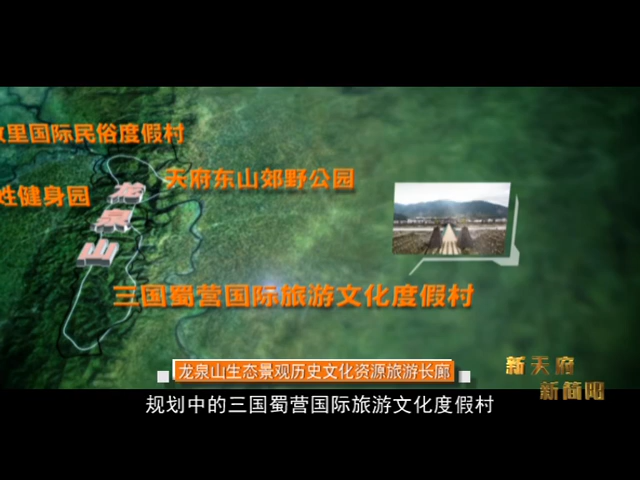 故里国际民俗度假村
天府东山郊野公园
姓健身园
龙泉山
三国蜀营国际旅游文化度假村
龙泉山生态景观历史文化资源旅游长廊
新天府
新简阳
规划中的三国蜀营国际旅游文化度假村